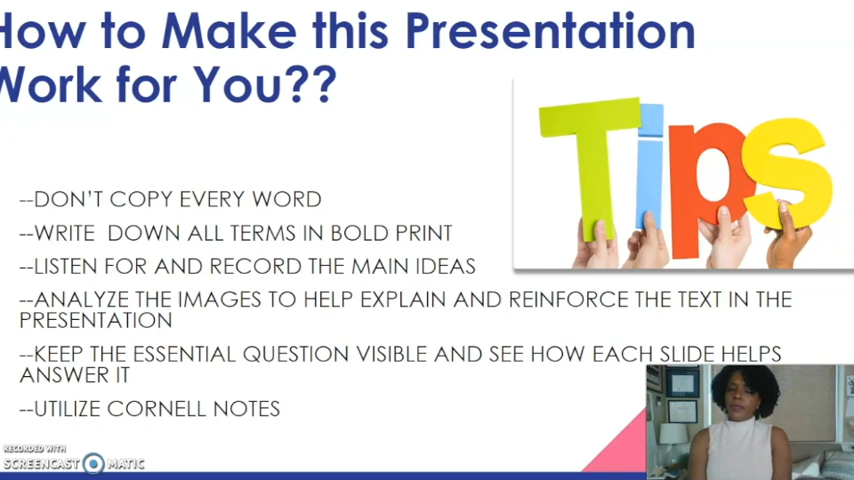 How to Make this Presentation
Work for You??
Tips
--DON'T COPY EVERY WORD
--WRITE  DOWN ALL TERMS IN BOLD PRINT
--LISTEN FOR AND RECORD THE MAIN IDEAS
--ANALYZE THE IMAGES TO HELP EXPLAIN AND REINFORCE THE TEXT IN THE
PRESENTATION
--KEEP THE ESSENTIAL QUESTION VISIBLE AND SEE HOW EACH SLIDE HELPS
ANSWER IT
--UTILIZE CORNELL NOTES
RECORDED WITH
SCREENCAST MATIC